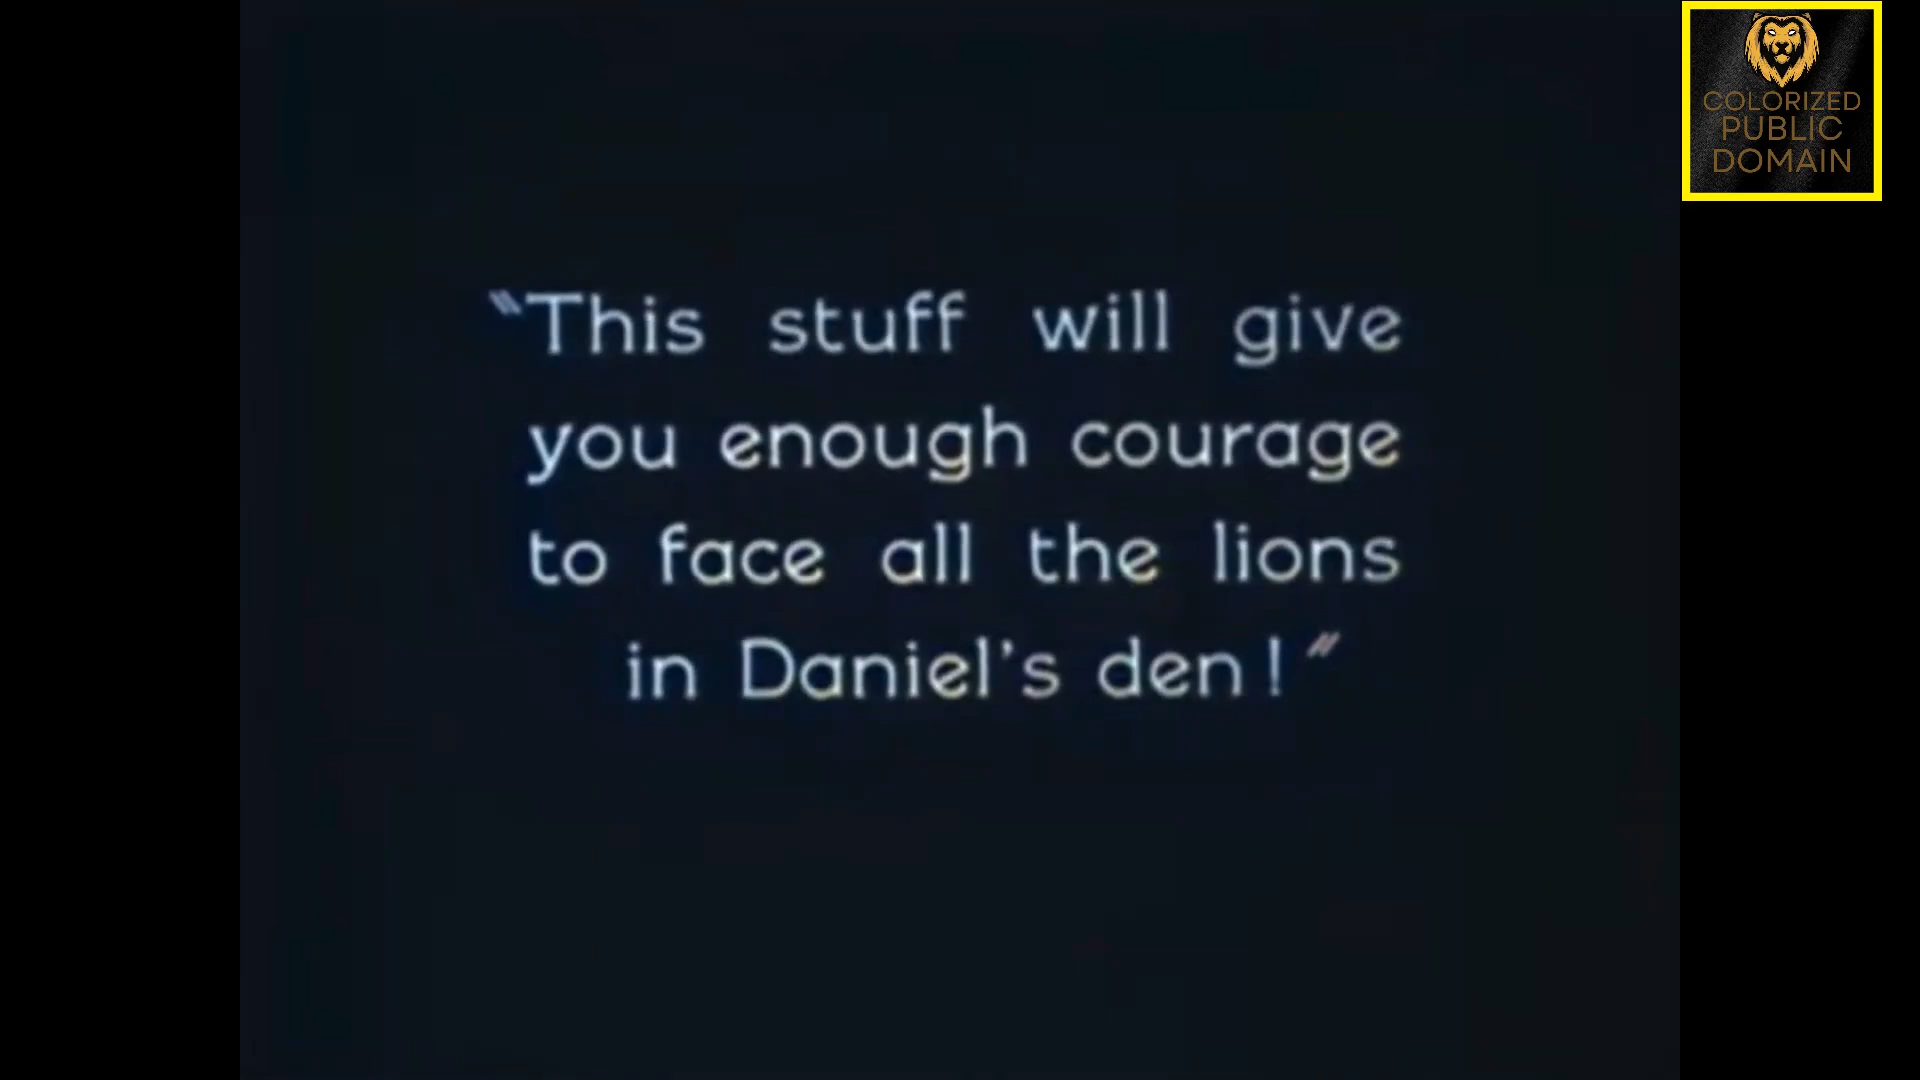 "This stuff will give
you enough courage
to face all the lions
in Daniel's den!"
COLORIZED
PUBLIC
DOMAIN